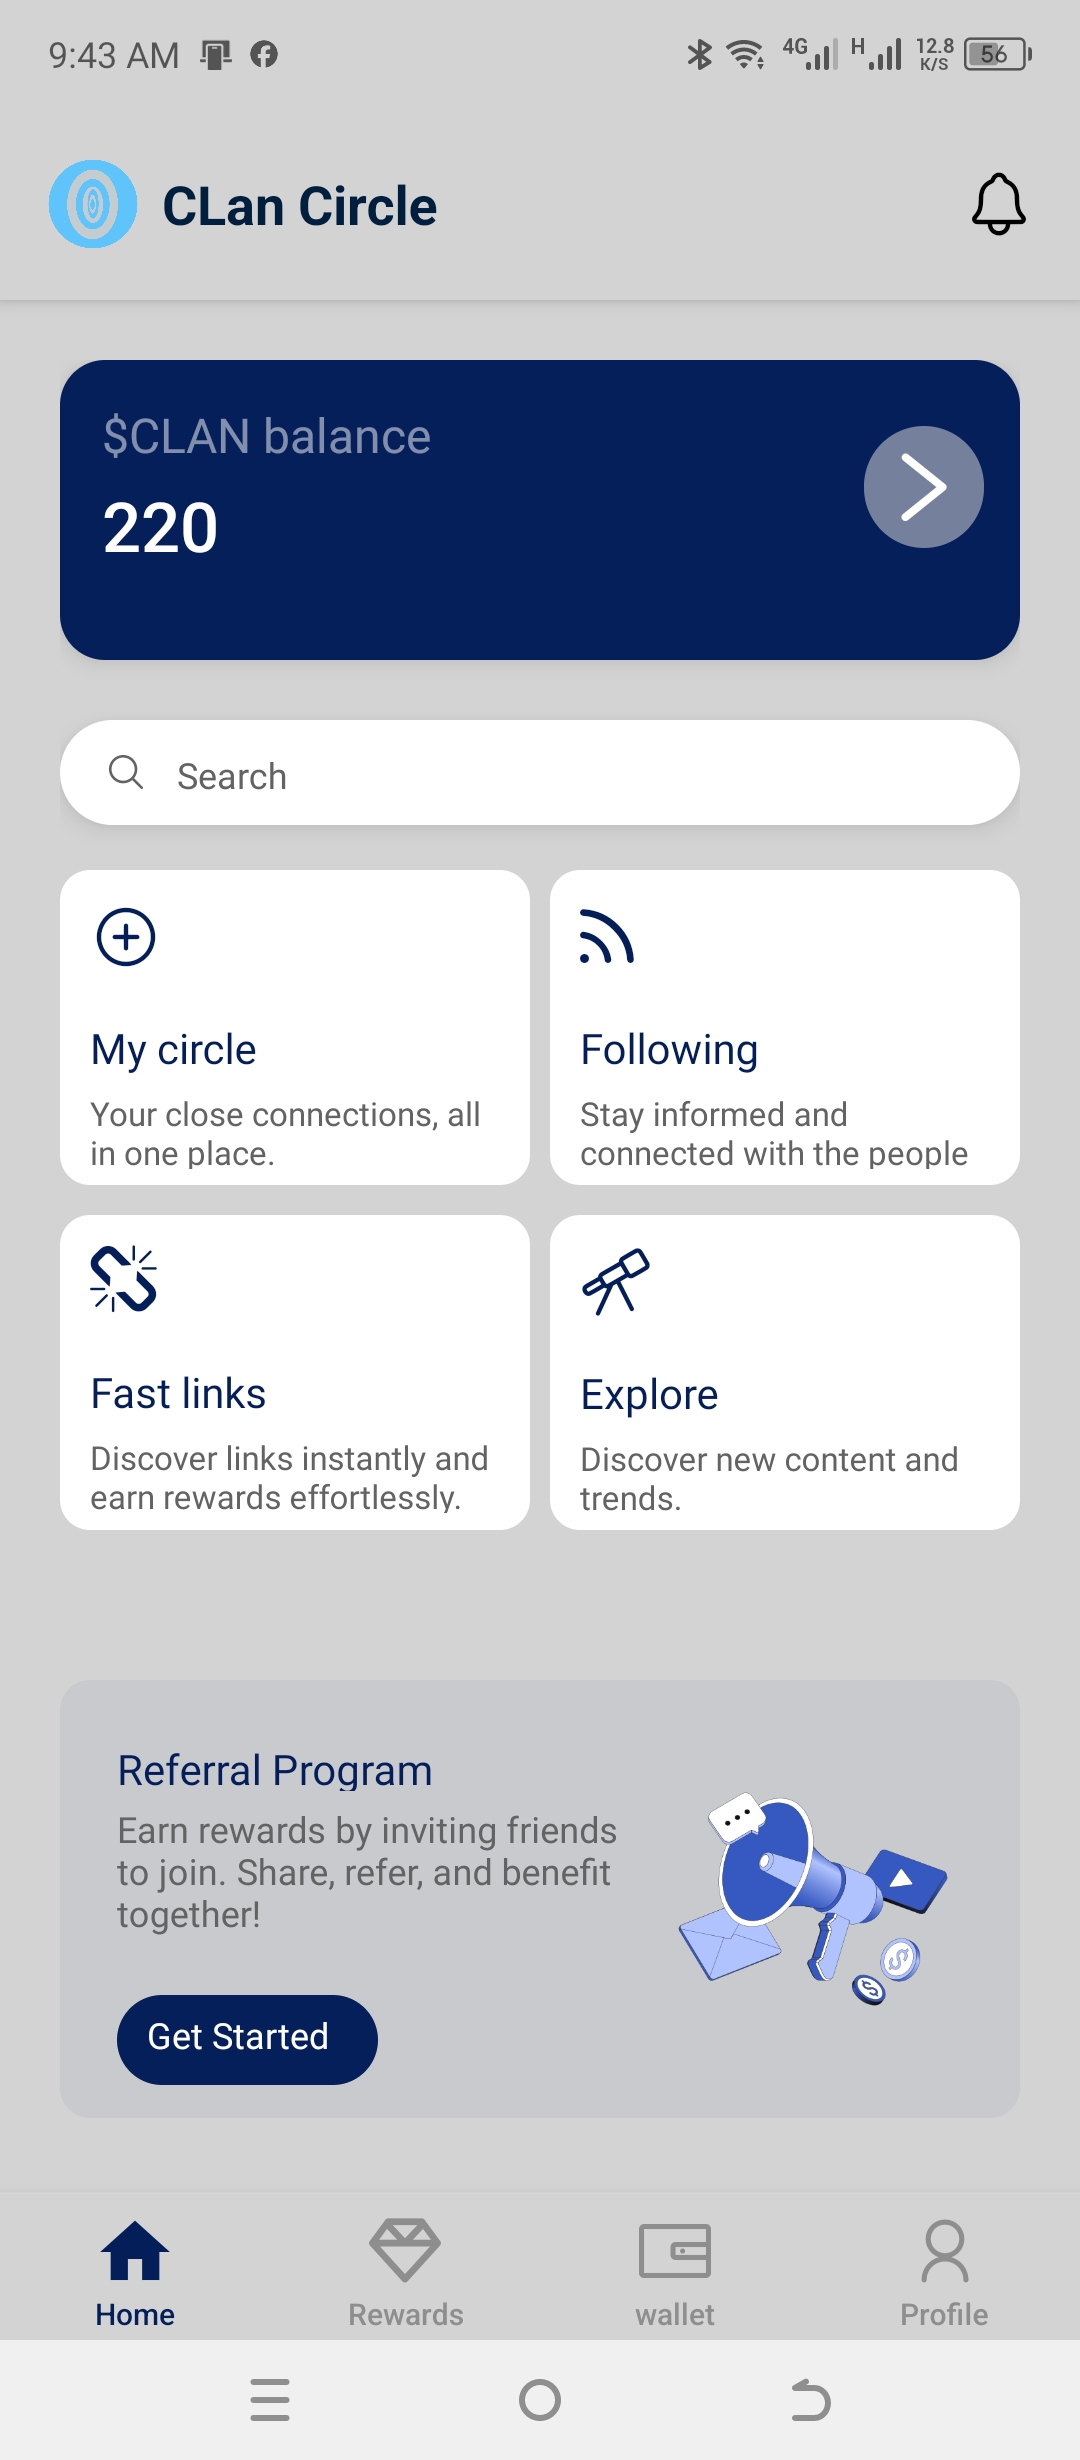 9:43 AM
4G H 12.8 K/S 56
CLan Circle
$CLAN balance
220
Search
My circle
Your close connections, all
in one place.
Following
Stay informed and
connected with the people
Fast links
Discover links instantly and
earn rewards effortlessly.
Explore
Discover new content and
trends.
Referral Program
Earn rewards by inviting friends
to join. Share, refer, and benefit
together!
Get Started
Home
Rewards
wallet
Profile